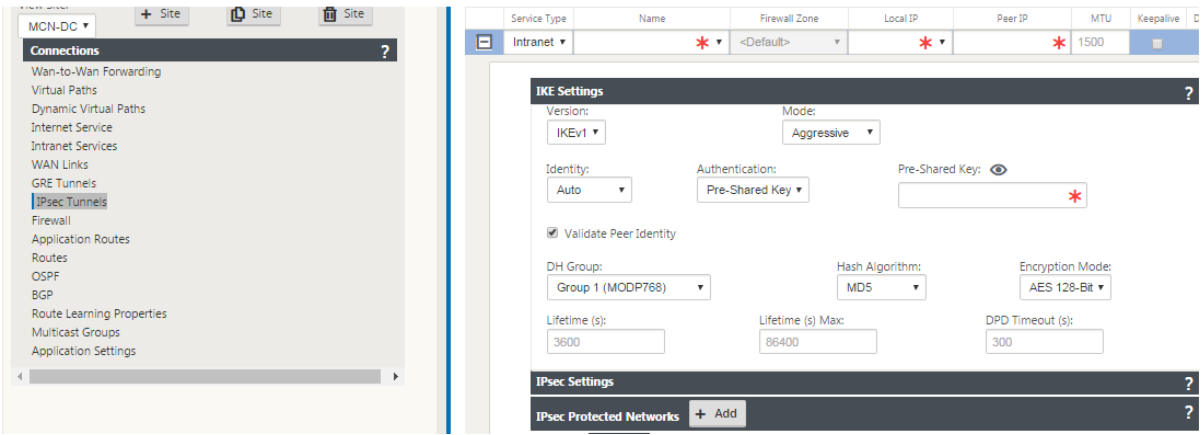 + Site Site Site
MCN-DC
Connections ?
Wan-to-Wan Forwarding
Virtual Paths
Dynamic Virtual Paths
Internet Service
Intranet Services
WAN Links
GRE Tunnels
IPsec Tunnels
Firewall
Application Routes
Routes
OSPF
BGP
Route Learning Properties
Multicast Groups
Application Settings
Service Type Name Firewall Zone Local IP Peer IP MTU Keepalive
Intranet <Default> 1500
IKE Settings ?
Version: Mode:
IKEv1 Aggressive
Identity: Authentication: Pre-Shared Key:
Auto Pre-Shared Key
Validate Peer Identity
DH Group: Hash Algorithm: Encryption Mode:
Group 1 (MODP768) MD5 AES 128-Bit
Lifetime (s): Lifetime (s) Max: DPD Timeout (s):
3600 86400 300
IPsec Settings ?
IPsec Protected Networks + Add ?